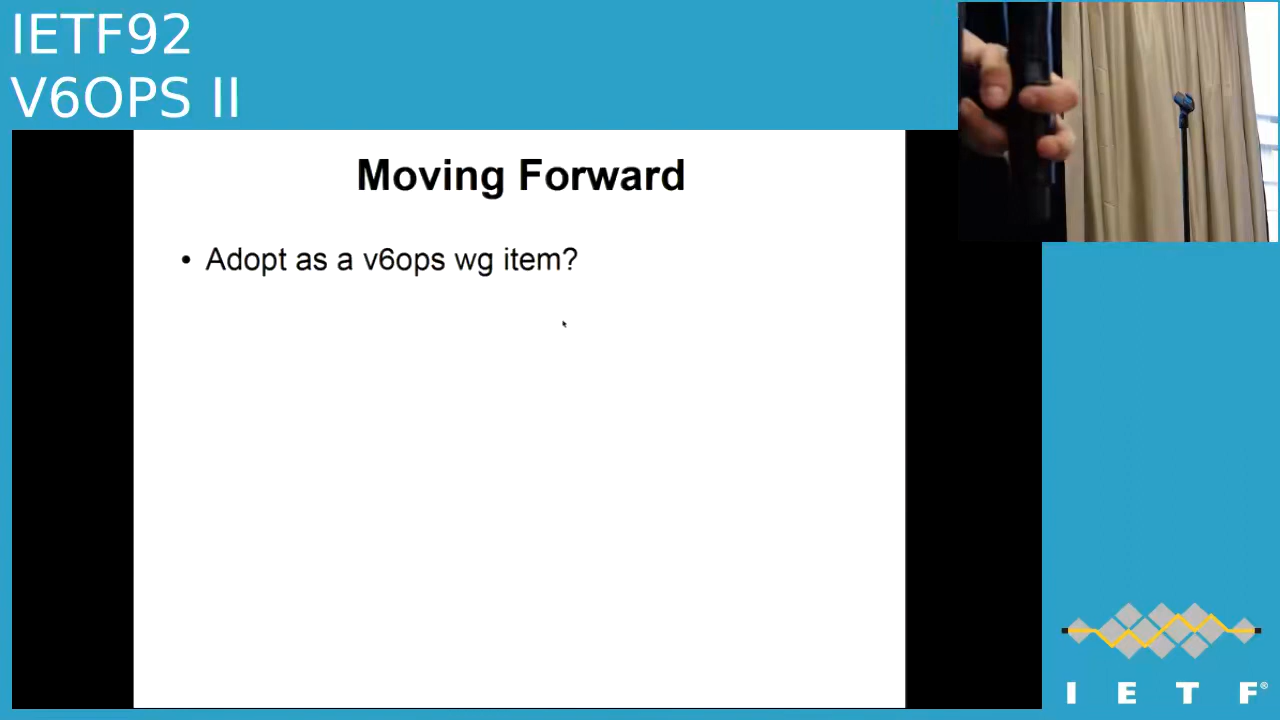 IETF92
V6OPS II
Moving Forward
• Adopt as a v6ops wg item?
I E T F®